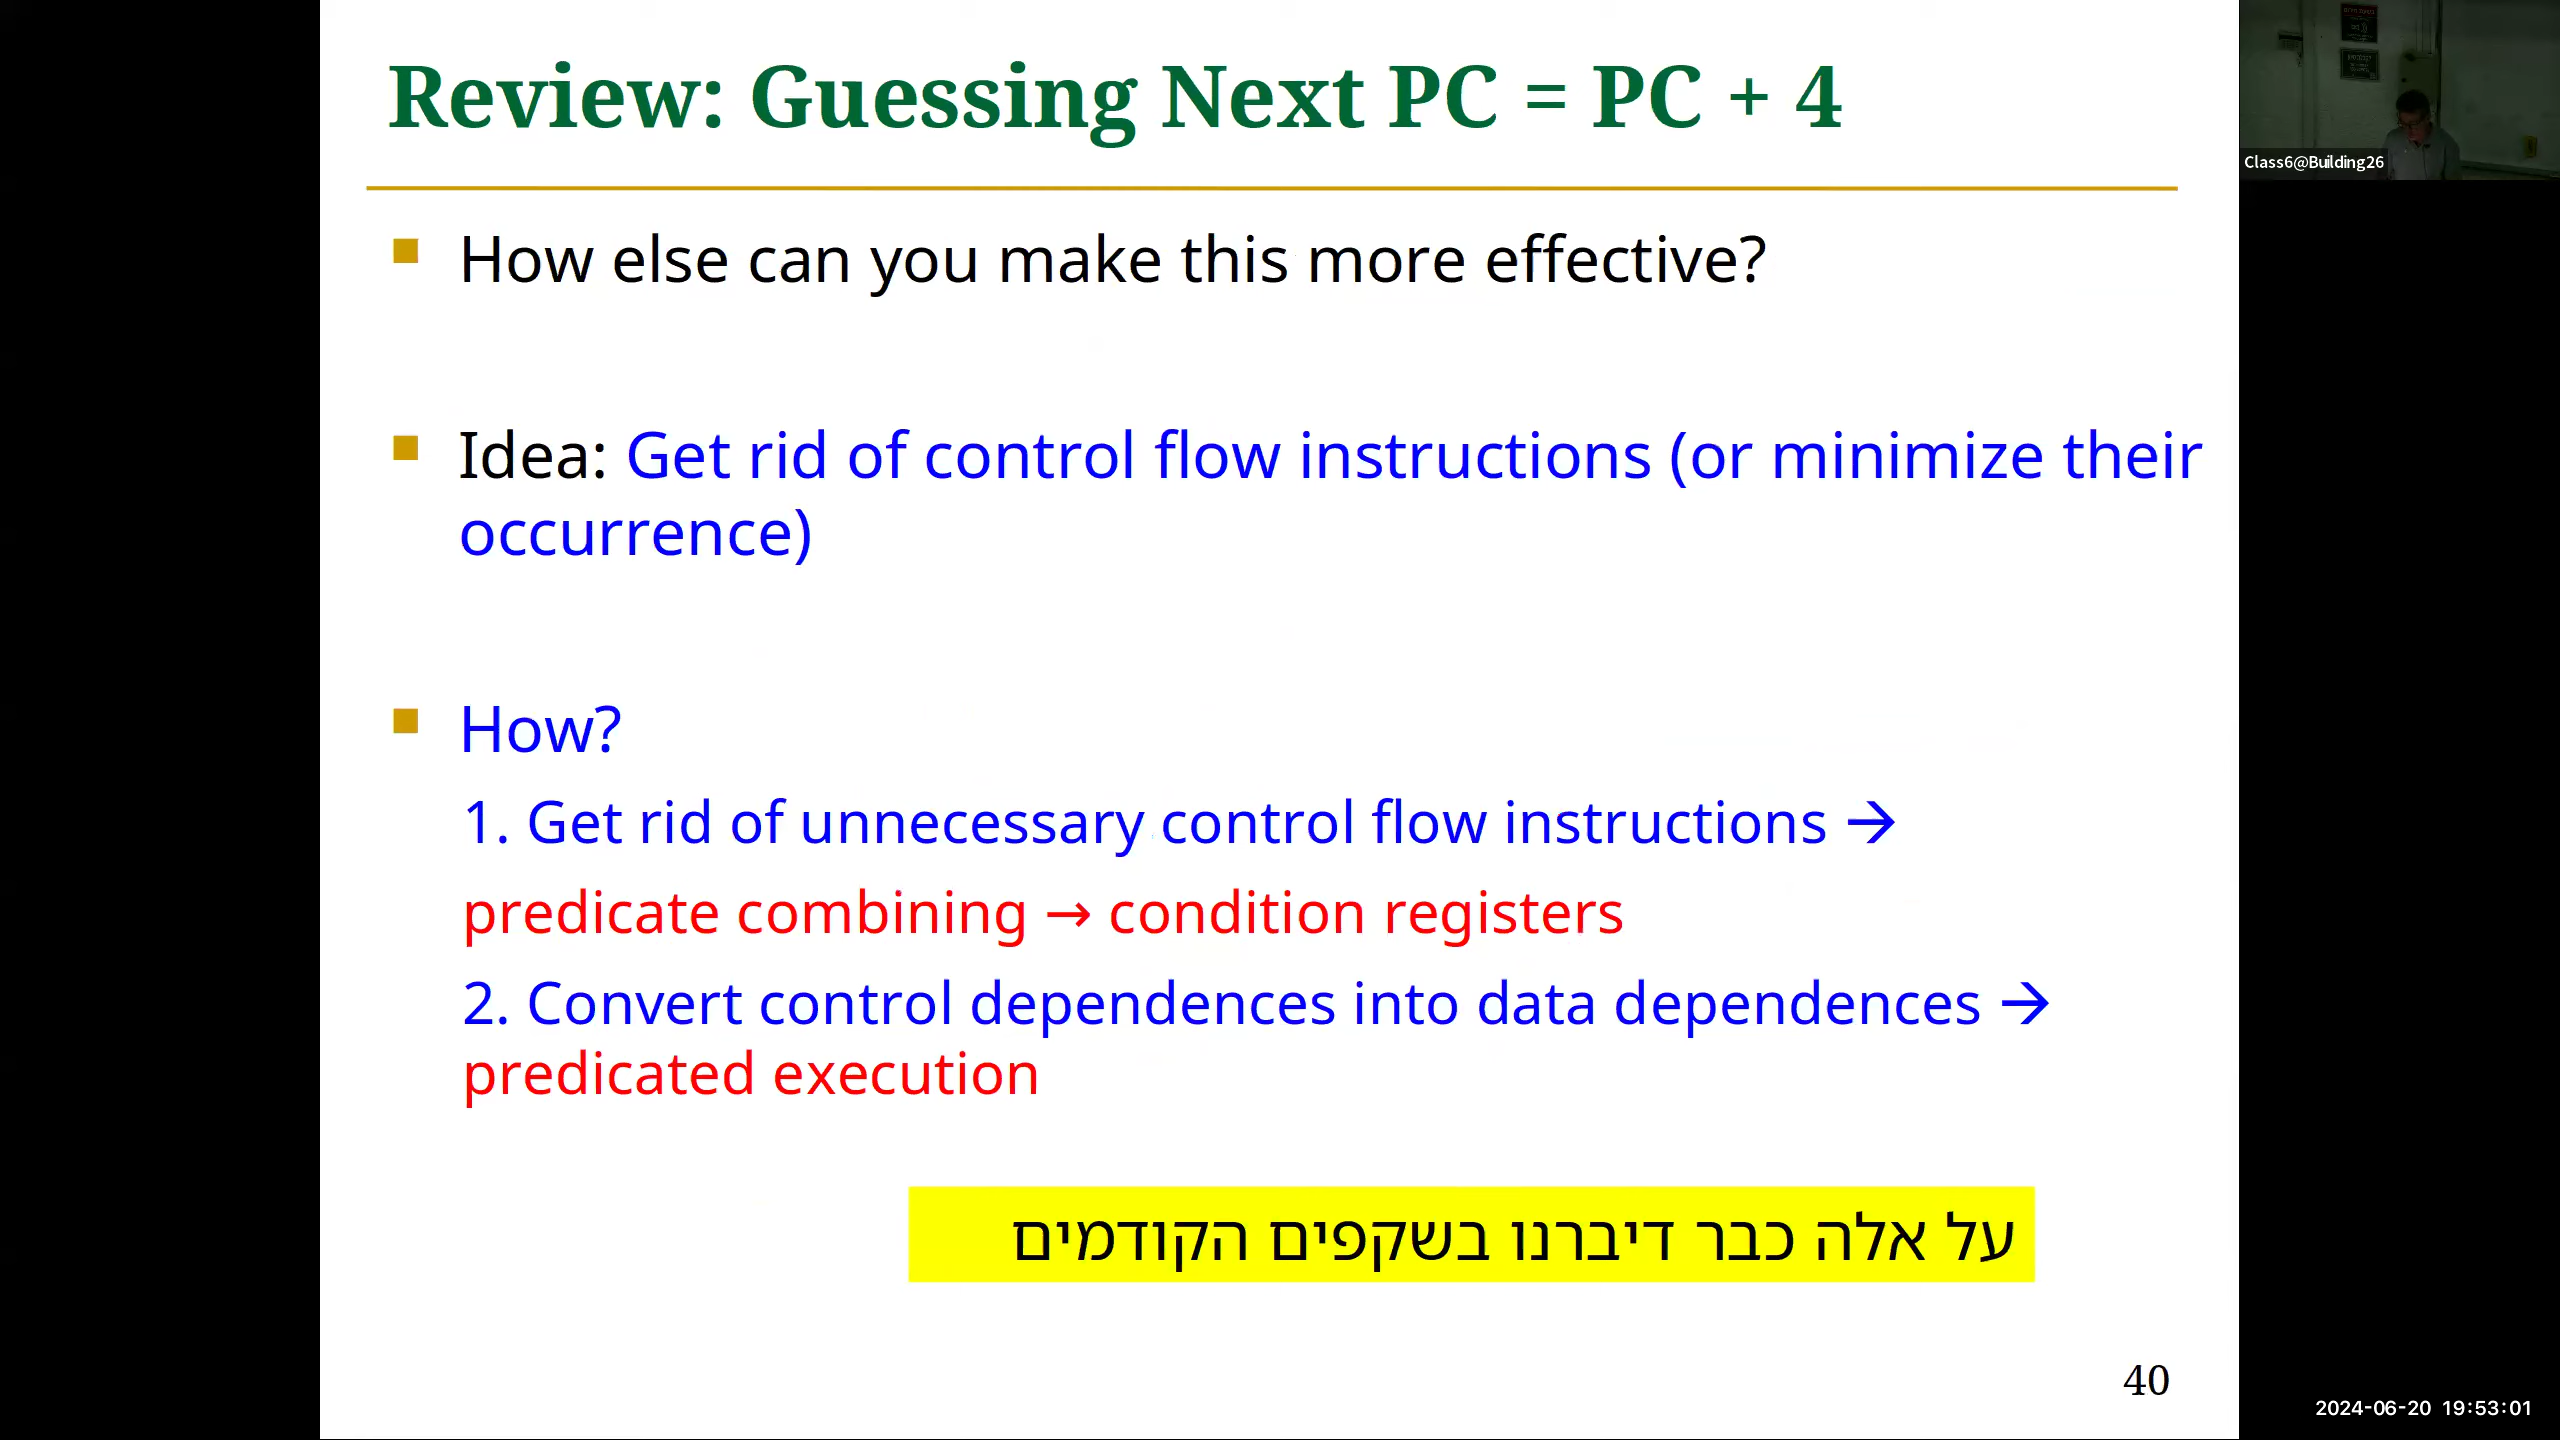 Review: Guessing Next PC = PC + 4
How else can you make this more effective?
Idea: Get rid of control flow instructions (or minimize their
occurrence)
How?
1. Get rid of unnecessary control flow instructions →
predicate combining → condition registers
2. Convert control dependences into data dependences →
predicated execution
על אלה כבר דיברנו בשקפים הקודמים
40
Class6@Building26
2024-06-20 19:53:01